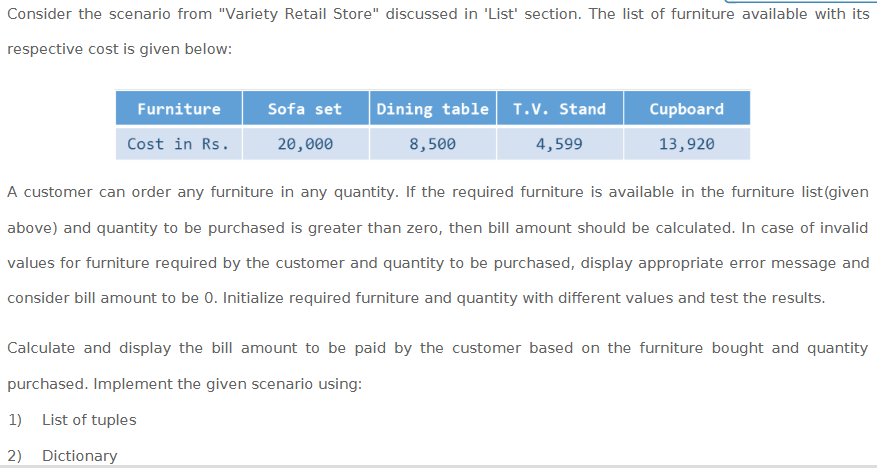 Consider the scenario from "Variety Retail Store" discussed in 'List' section. The list of furniture available with its
respective cost is given below:
Furniture Sofa set Dining table T.V. Stand Cupboard
Cost in Rs. 20,000 8,500 4,599 13,920
A customer can order any furniture in any quantity. If the required furniture is available in the furniture list(given
above) and quantity to be purchased is greater than zero, then bill amount should be calculated. In case of invalid
values for furniture required by the customer and quantity to be purchased, display appropriate error message and
consider bill amount to be 0. Initialize required furniture and quantity with different values and test the results.
Calculate and display the bill amount to be paid by the customer based on the furniture bought and quantity
purchased. Implement the given scenario using:
1) List of tuples
2) Dictionary